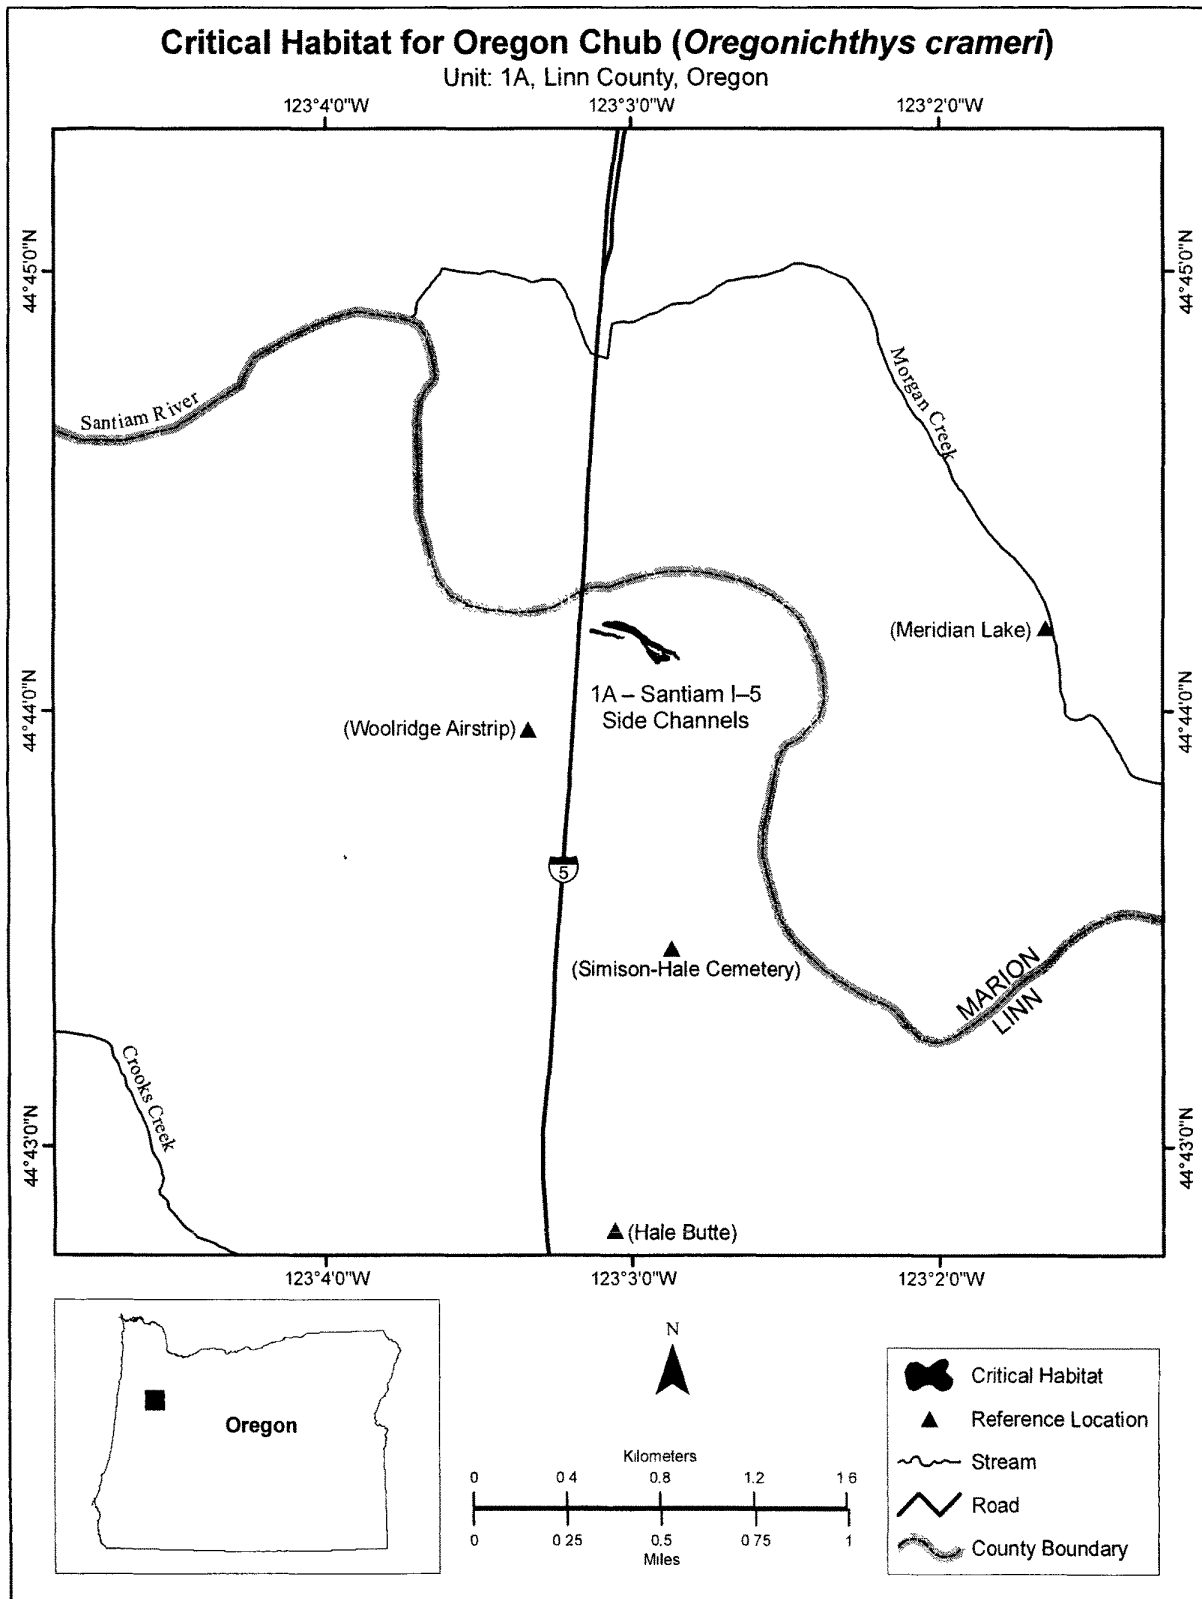 Critical Habitat for Oregon Chub (Oregonichthys crameri)
Unit: 1A, Linn County, Oregon
123°4'0"W 123°3'0"W 123°2'0"W
44°45'0"N 44°45'0"N
Santiam River
Morgan Creek
(Meridian Lake)
1A – Santiam I–5
Side Channels
44°44'0"N 44°44'0"N
(Woolridge Airstrip)
5
(Simison-Hale Cemetery)
MARION
LINN
Crooks Creek
44°43'0"N 44°43'0"N
(Hale Butte)
123°4'0"W 123°3'0"W 123°2'0"W
Oregon
N
Kilometers
0 0 4 0.8 1.2 1 6
0 0 25 0.5 0 75 1
Miles
Critical Habitat
Reference Location
Stream
Road
County Boundary